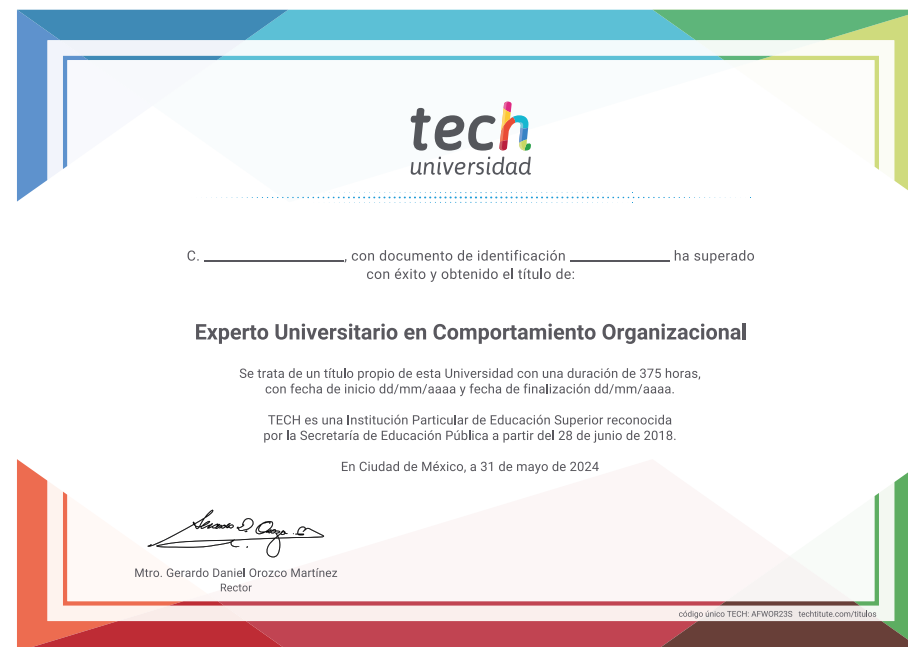 tech
universidad
C. ____________, con documento de identificación ____________ ha superado
con éxito y obtenido el título de:
Experto Universitario en Comportamiento Organizacional
Se trata de un título propio de esta Universidad con una duración de 375 horas,
con fecha de inicio dd/mm/aaaa y fecha de finalización dd/mm/aaaa.
TECH es una Institución Particular de Educación Superior reconocida
por la Secretaría de Educación Pública a partir del 28 de junio de 2018.
En Ciudad de México, a 31 de mayo de 2024
Mtro. Gerardo Daniel Orozco Martínez
Rector
código único TECH: AFWOR23S techtitute.com/titulos